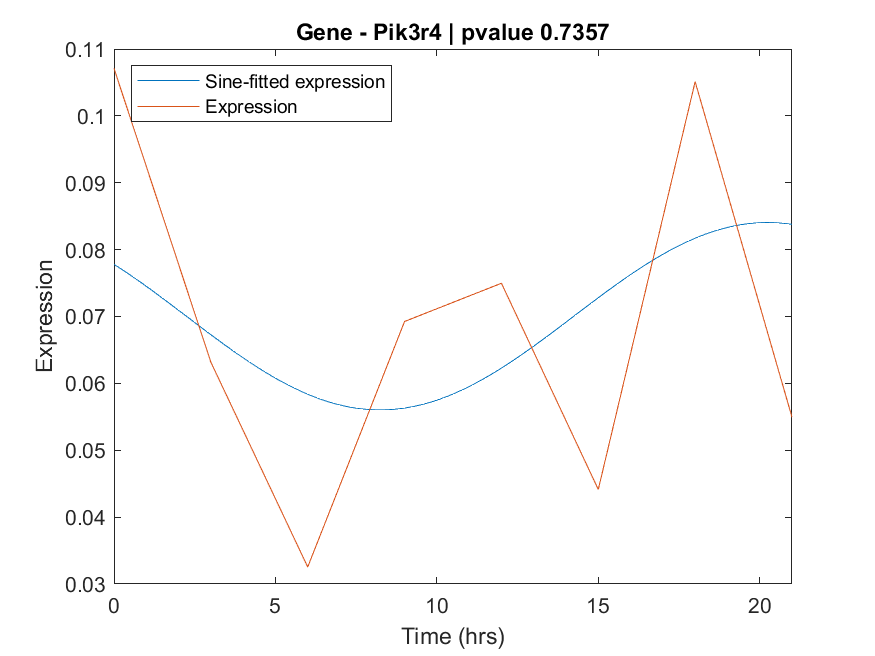 Gene - Pik3r4 | pvalue 0.7357
Sine-fitted expression
Expression
0.11
0.1
0.09
0.08
0.07
0.06
0.05
0.04
0.03
Expression
0 5 10 15 20
Time (hrs)